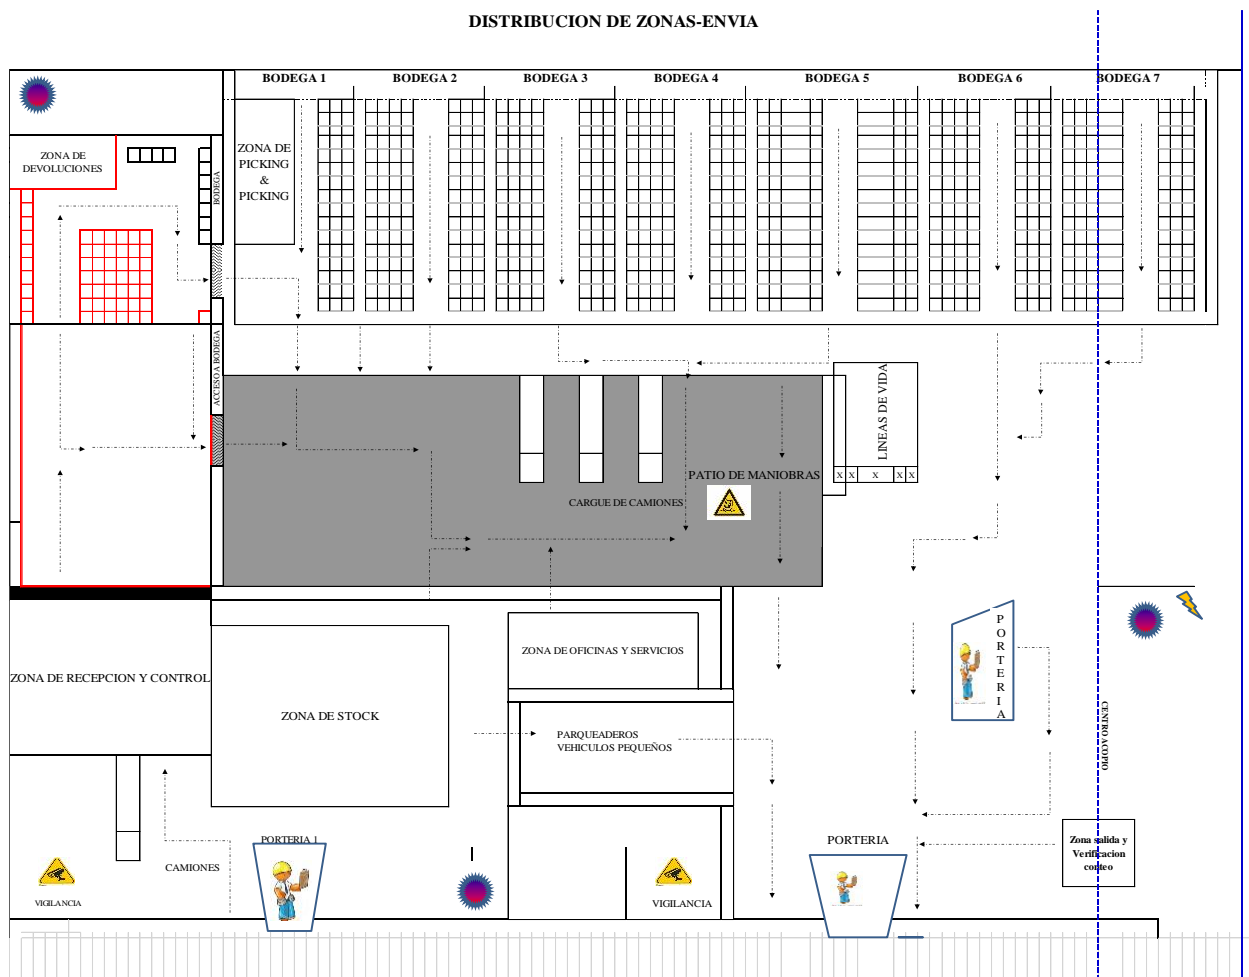 DISTRIBUCION DE ZONAS-ENVIA
BODEGA 1
BODEGA 2
BODEGA 3
BODEGA 4
BODEGA 5
BODEGA 6
BODEGA 7
ZONA DE
DEVOLUCIONES
BODEGA
ZONA DE
PICKING
&
PICKING
ACCESO A BODEGA
LINEAS DE VIDA
X X X X X
PATIO DE MANIOBRAS
CARGUE DE CAMIONES
PORTERIA
ZONA DE OFICINAS Y SERVICIOS
ZONA DE RECEPCION Y CONTROL
ZONA DE STOCK
PARQUEADEROS
VEHICULOS PEQUEÑOS
CENTRO ACOPIO
PORTERIA 1
PORTERIA
Zona salida y
Verificacion
conteo
CAMIONES
VIGILANCIA
VIGILANCIA